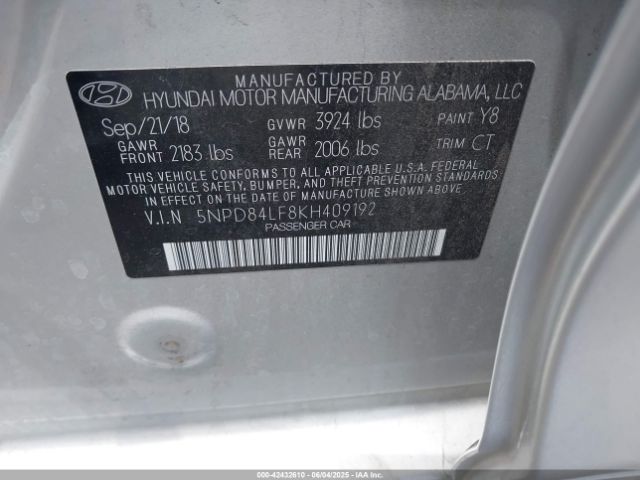 MANUFACTURED BY
HYUNDAI MOTOR MANUFACTURING ALABAMA, LLC
Sep/21/18 GVWR 3924 lbs PAINT Y8
GAWR FRONT 2183 lbs GAWR REAR 2006 lbs TRIM CT
THIS VEHICLE CONFORMS TO ALL APPLICABLE U.S.A. FEDERAL
MOTOR VEHICLE SAFETY, BUMPER, AND THEFT PREVENTION STANDARDS
IN EFFECT ON THE DATE OF MANUFACTURE SHOWN ABOVE.
V.I.N 5NPD84LF8KH409192
PASSENGER CAR
000-42432610 - 06/04/2025 - IAAI.COM